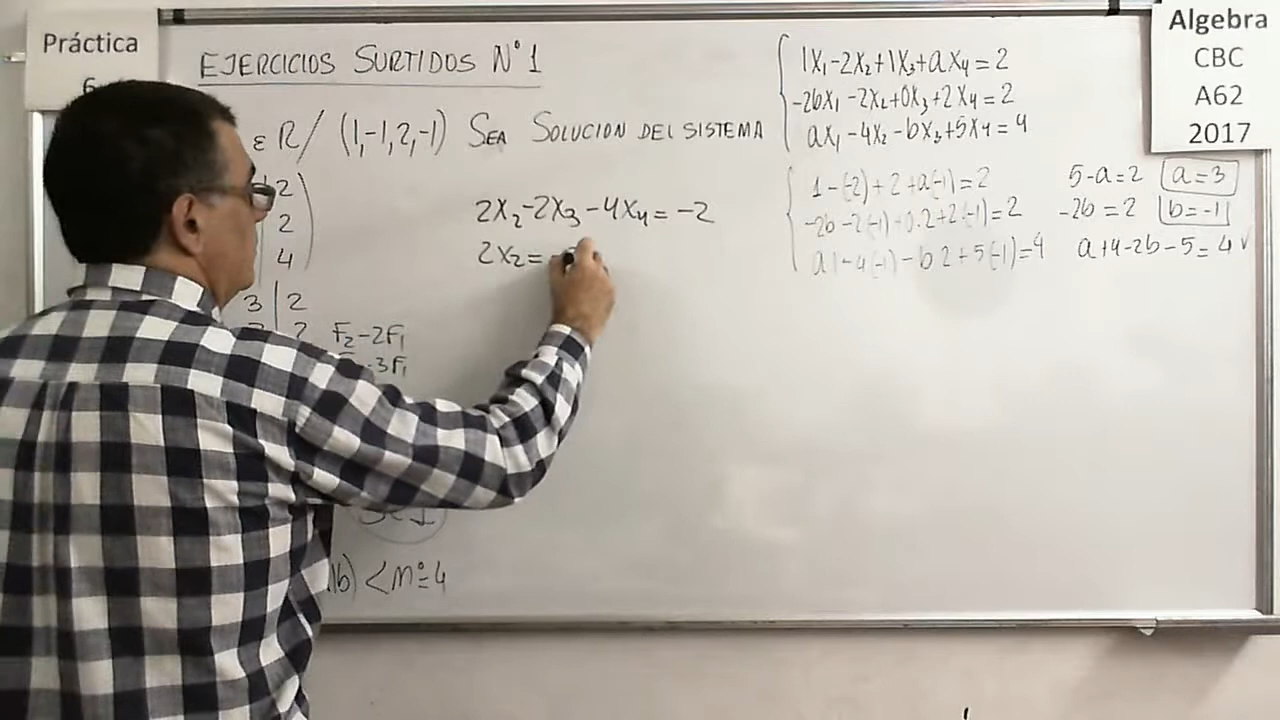 Práctica
6
Algebra
CBC
A62
2017
EJERCICIOS SURTIDOS N°1
ε R / (1,-1,2,-1) SEA SOLUCION DEL SISTEMA
1x₁-2x₂+1x₃+ax₄=2
-2bx₁-2x₂+0x₃+2x₄=2
ax₁-4x₂-bx₃+5x₄=4
2
2
4
3 | 2
F₂-2F₁
-3F₁
b) < n°=4
2x₂-2x₃-4x₄=-2
2x₂=
1-(-2)+2+a(-1)=2
-2b-2(-1)+0.2+2(-1)=2
a1-4(-1)-b2+5(-1)=4
5-a=2 a=3
-2b=2 b=-1
a+4-2b-5=4 ✓